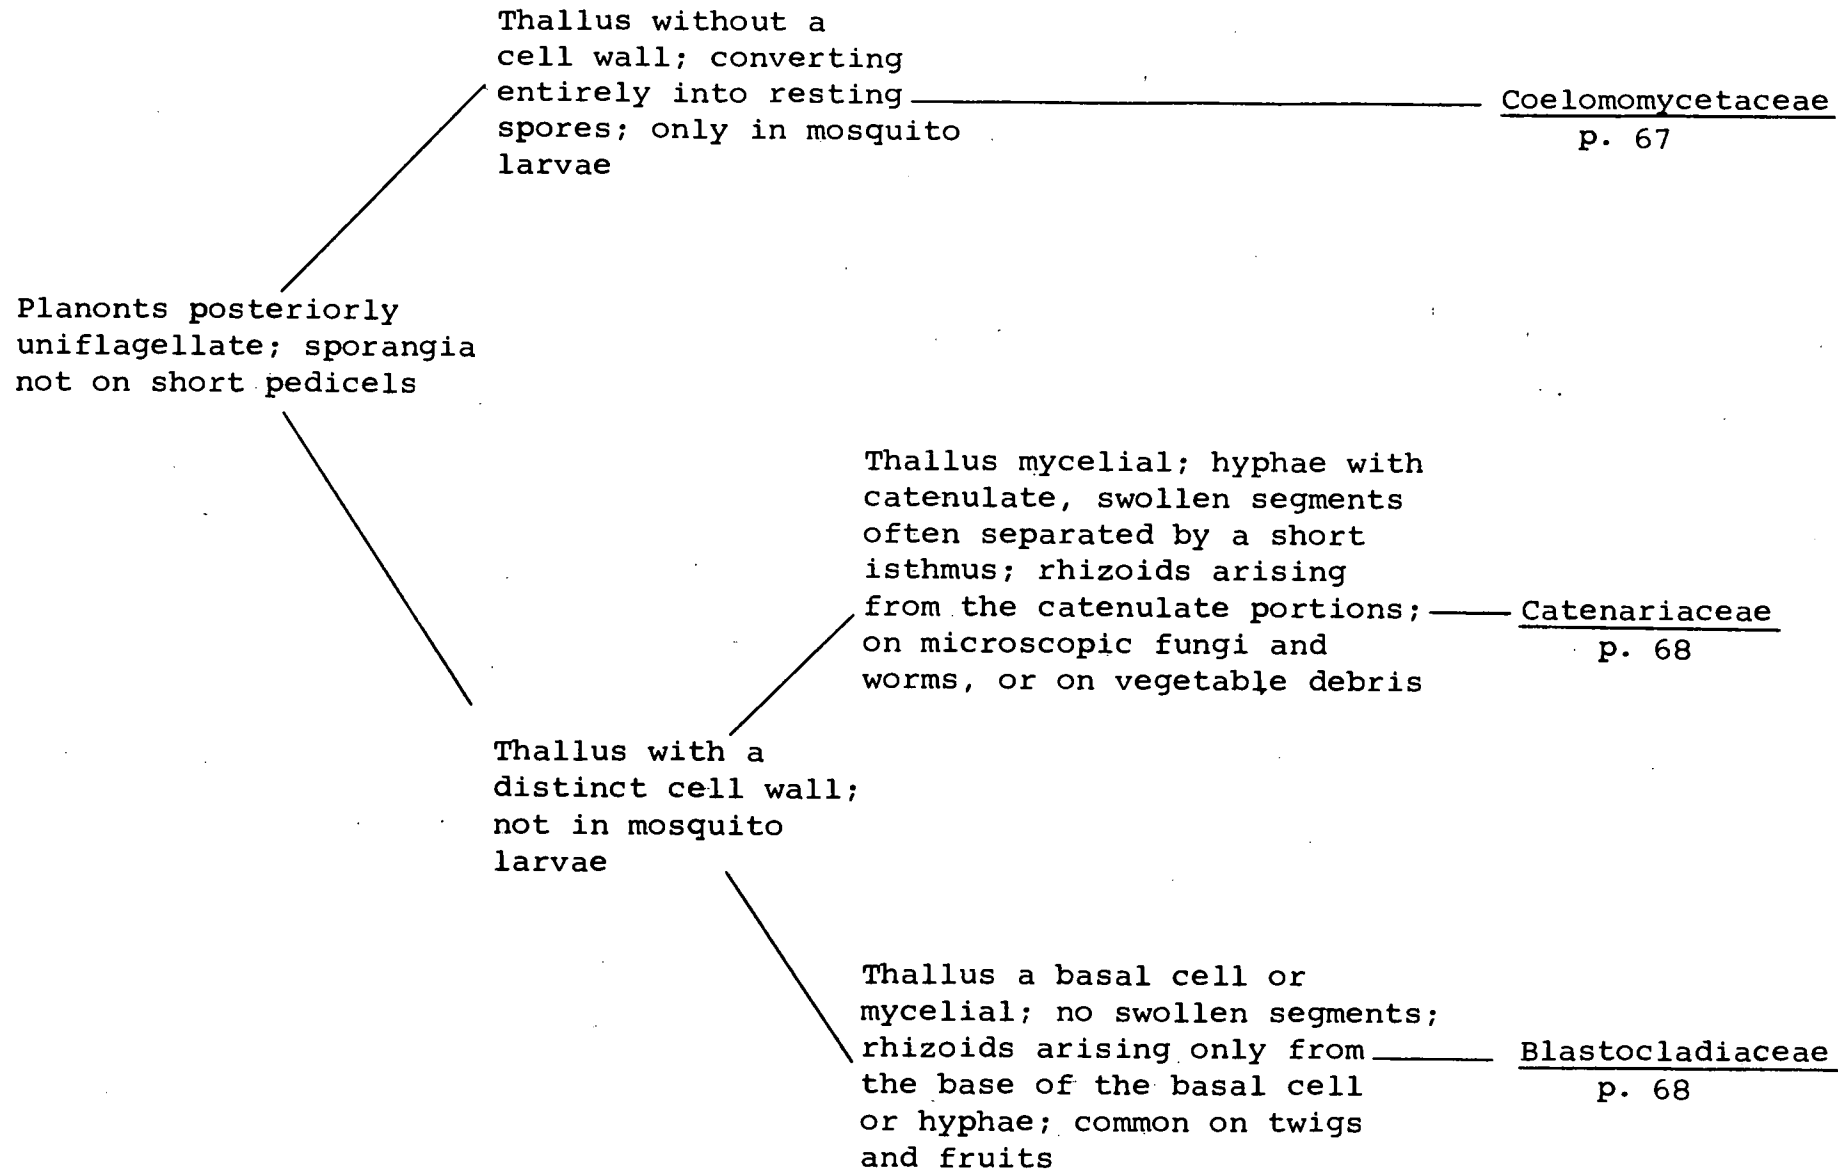 Thallus without a
cell wall; converting
entirely into resting
spores; only in mosquito
larvae
Coelomomycetaceae
p. 67
Planonts posteriorly
uniflagellate; sporangia
not on short pedicels
Thallus mycelial; hyphae with
catenulate, swollen segments
often separated by a short
isthmus; rhizoids arising
from the catenulate portions;
on microscopic fungi and
worms, or on vegetable debris
Catenariaceae
p. 68
Thallus with a
distinct cell wall;
not in mosquito
larvae
Thallus a basal cell or
mycelial; no swollen segments;
rhizoids arising only from
the base of the basal cell
or hyphae; common on twigs
and fruits
Blastocladiaceae
p. 68